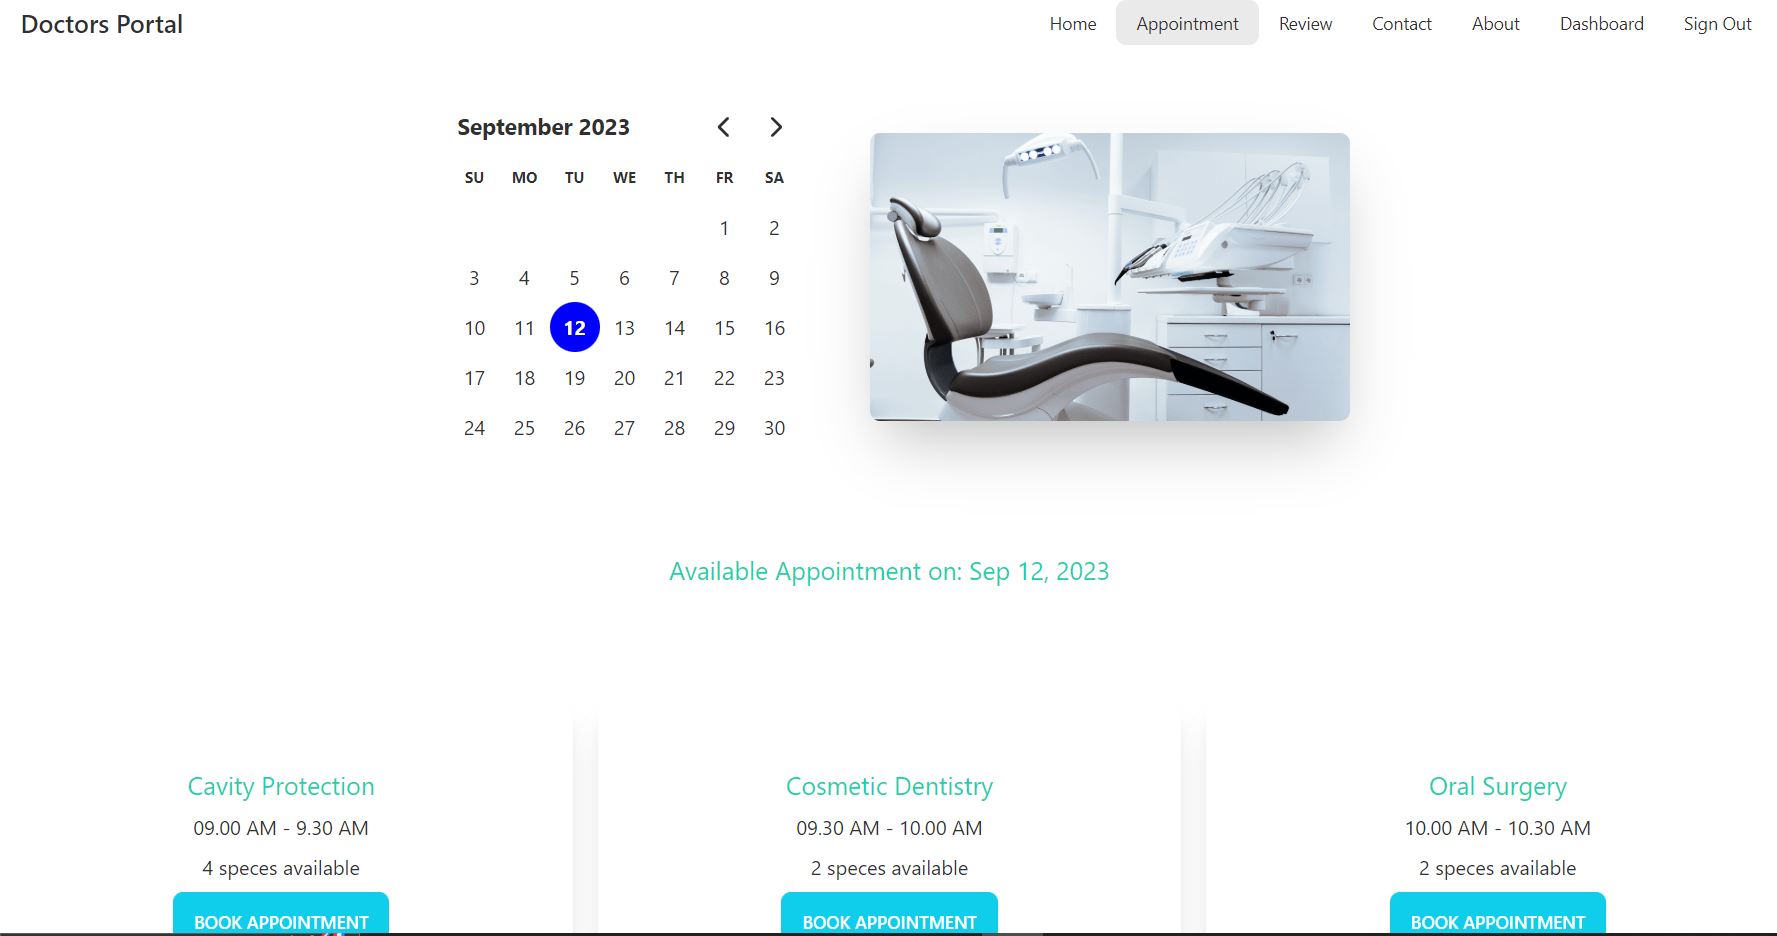 Doctors Portal
Home Appointment Review Contact About Dashboard Sign Out
September 2023
SU MO TU WE TH FR SA
1 2
3 4 5 6 7 8 9
10 11 12 13 14 15 16
17 18 19 20 21 22 23
24 25 26 27 28 29 30
Available Appointment on: Sep 12, 2023
Cavity Protection
09.00 AM - 9.30 AM
4 speces available
BOOK APPOINTMENT
Cosmetic Dentistry
09.30 AM - 10.00 AM
2 speces available
BOOK APPOINTMENT
Oral Surgery
10.00 AM - 10.30 AM
2 speces available
BOOK APPOINTMENT